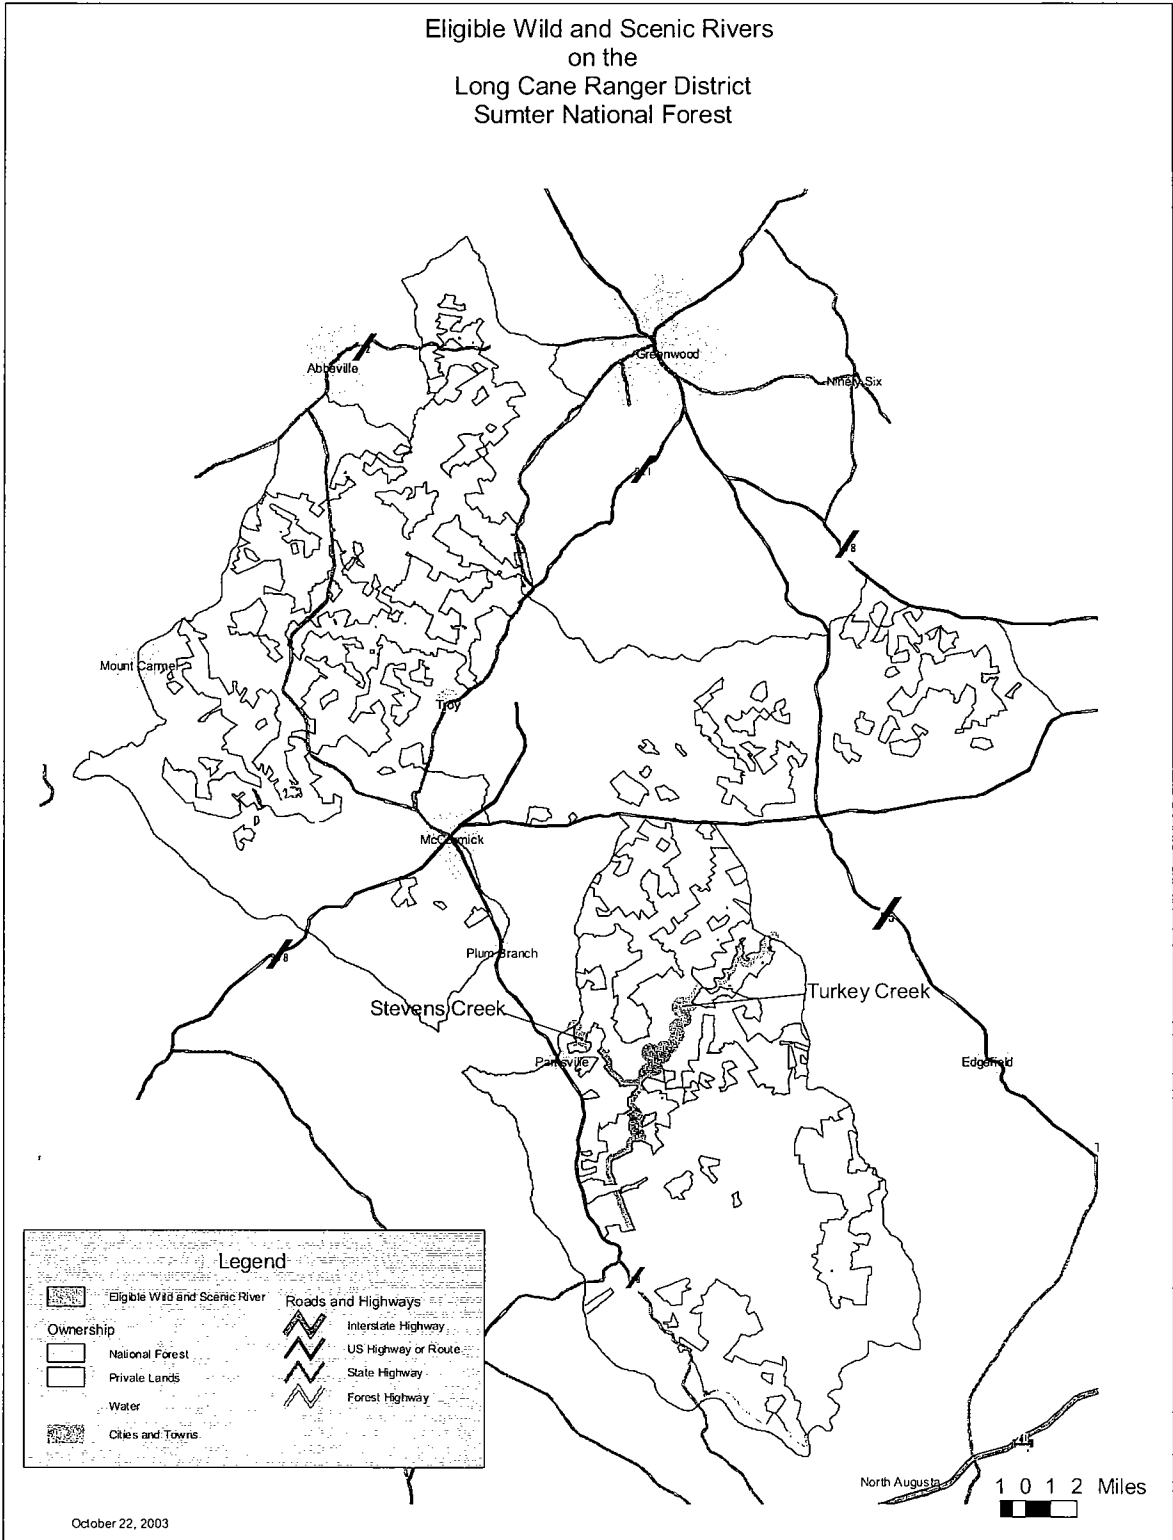 Eligible Wild and Scenic Rivers
on the
Long Cane Ranger District
Sumter National Forest
Greenwood
Abbeville
Ninety Six
Mount Carmel
Troy
McCormick
Plum Branch
Stevens Creek
Turkey Creek
Parksville
Edgefield
Legend
Eligible Wild and Scenic River
Roads and Highways
Interstate Highway
Ownership
National Forest
US Highway or Route
Private Lands
State Highway
Water
Forest Highway
Cities and Towns
North Augusta
1 0 1 2 Miles
October 22, 2003